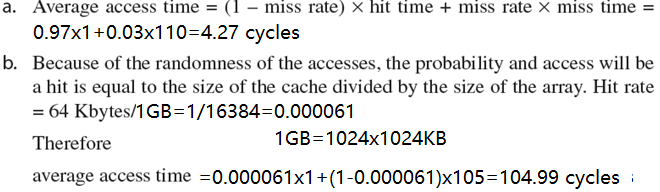 a. Average access time = (1 – miss rate) × hit time + miss rate × miss time =
0.97x1+0.03x110=4.27 cycles
b. Because of the randomness of the accesses, the probability and access will be
a hit is equal to the size of the cache divided by the size of the array. Hit rate
= 64 Kbytes/1GB=1/16384=0.000061
Therefore 1GB=1024x1024KB
average access time =0.000061x1+(1-0.000061)x105=104.99 cycles